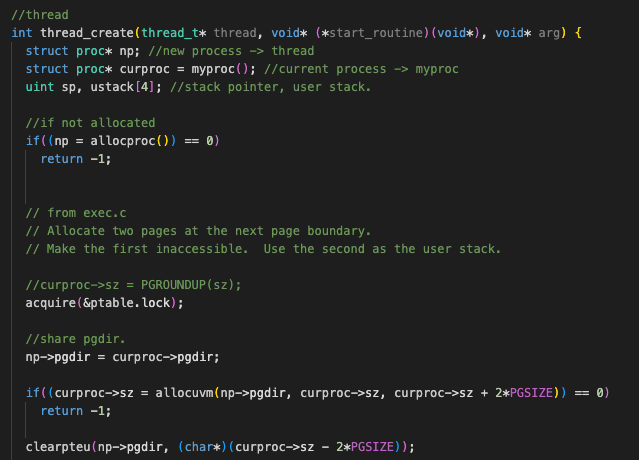 //thread
int thread_create(thread_t* thread, void* (*start_routine)(void*), void* arg) {
struct proc* np; //new process -> thread
struct proc* curproc = myproc(); //current process -> myproc
uint sp, ustack[4]; //stack pointer, user stack.
//if not allocated
if((np = allocproc()) == 0)
return -1;
// from exec.c
// Allocate two pages at the next page boundary.
// Make the first inaccessible.  Use the second as the user stack.
//curproc->sz = PGROUNDUP(sz);
acquire(&ptable.lock);
//share pgdir.
np->pgdir = curproc->pgdir;
if((curproc->sz = allocuvm(np->pgdir, curproc->sz, curproc->sz + 2*PGSIZE)) == 0)
return -1;
clearpteu(np->pgdir, (char*)(curproc->sz - 2*PGSIZE));